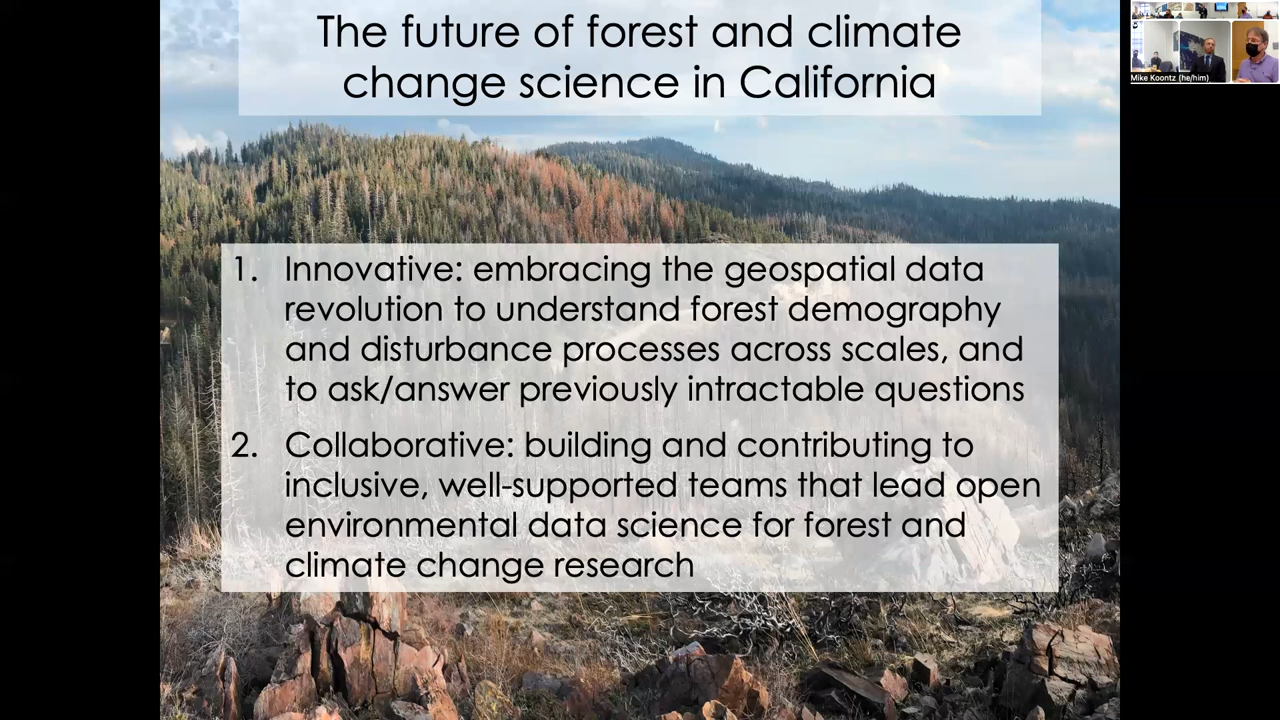 The future of forest and climate
change science in California
Mike Koontz (he/him)
1. Innovative: embracing the geospatial data
revolution to understand forest demography
and disturbance processes across scales, and
to ask/answer previously intractable questions
2. Collaborative: building and contributing to
inclusive, well-supported teams that lead open
environmental data science for forest and
climate change research